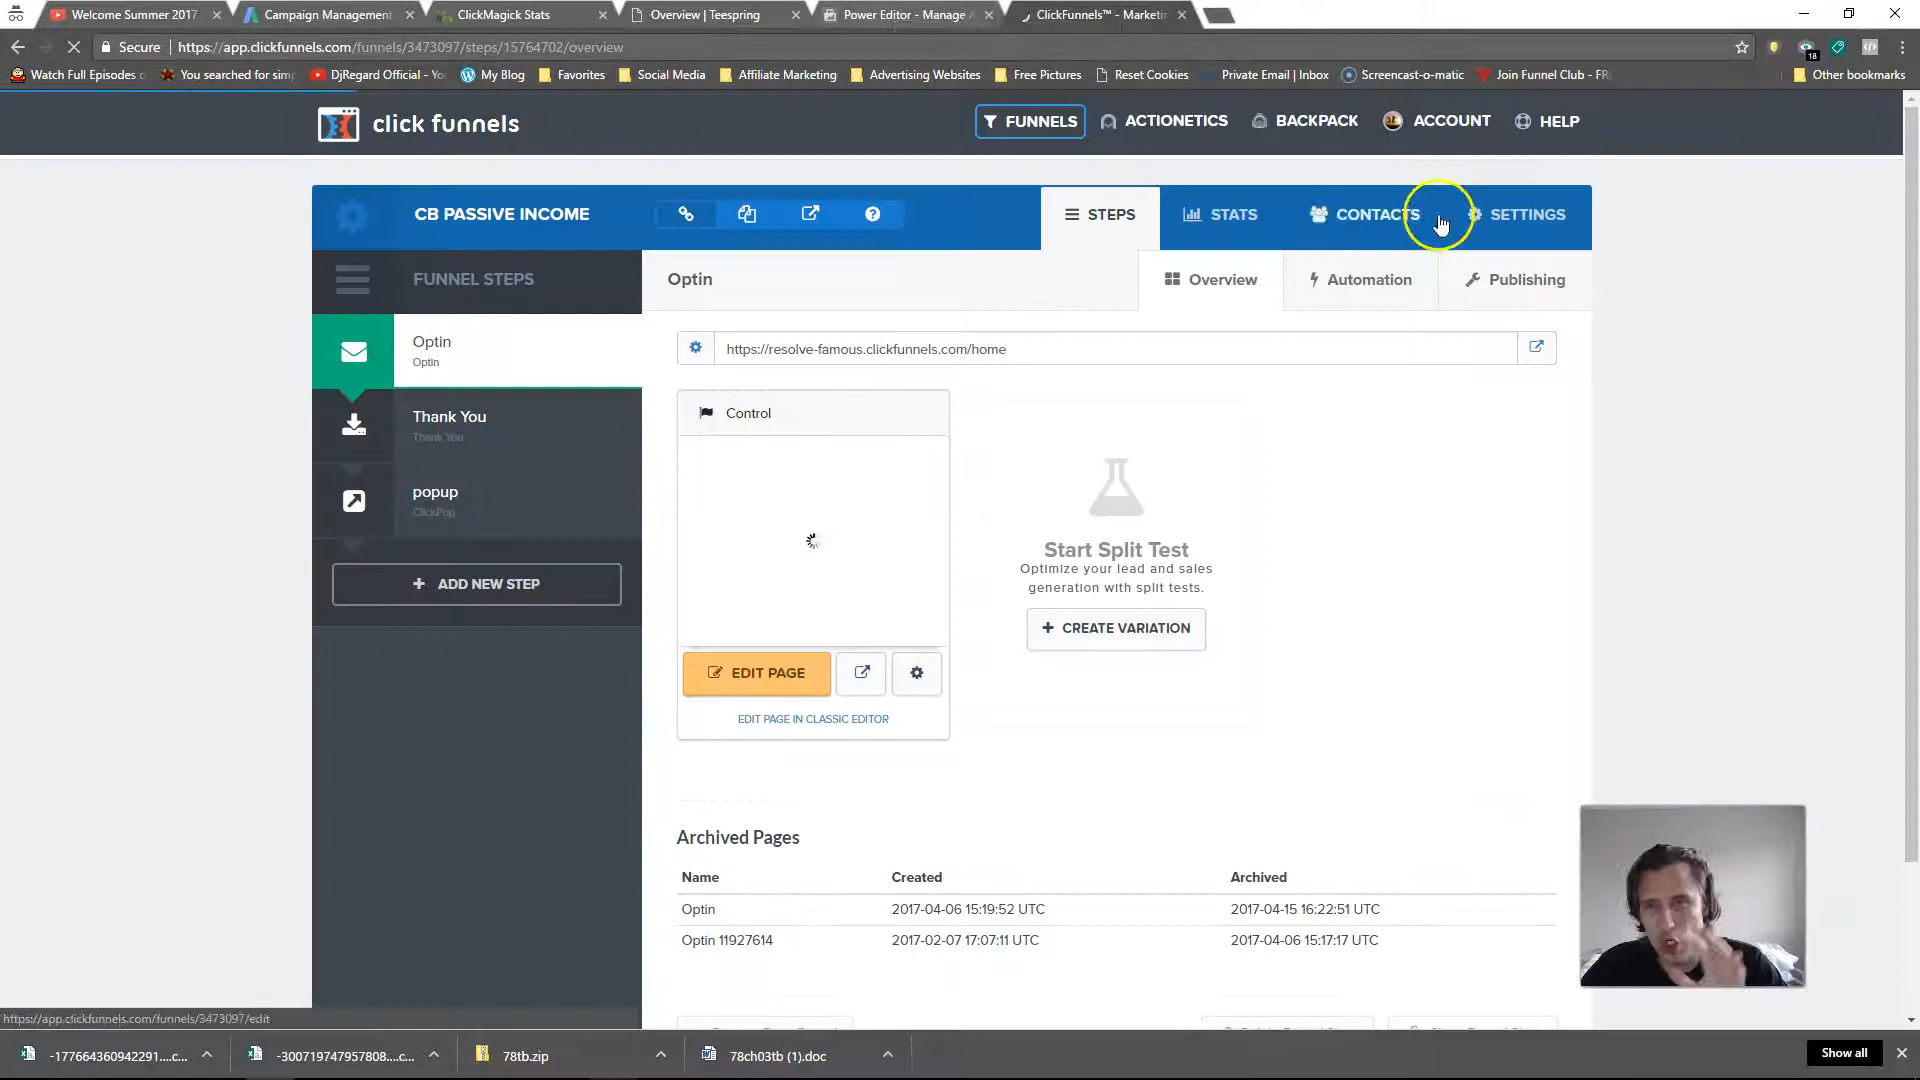 Welcome Summer 2017
Campaign Management
ClickMagick Stats
Overview | Teespring
Power Editor - Manage
ClickFunnels™ - Marketi
Secure
https://app.clickfunnels.com/funnels/3473097/steps/15764702/overview
18
Watch Full Episodes
You searched for simp
DjRegard Official - Yo
My Blog
Favorites
Social Media
Affiliate Marketing
Advertising Websites
Free Pictures
Reset Cookies
Private Email | Inbox
Screencast-o-matic
Join Funnel Club - FR
Other bookmarks
click funnels
FUNNELS
ACTIONETICS
BACKPACK
ACCOUNT
HELP
CB PASSIVE INCOME
STEPS
STATS
CONTACTS
SETTINGS
FUNNEL STEPS
Optin
Overview
Automation
Publishing
Optin
Optin
https://resolve-famous.clickfunnels.com/home
Thank You
Thank You
popup
ClickPop
ADD NEW STEP
Control
Start Split Test
Optimize your lead and sales
generation with split tests.
CREATE VARIATION
EDIT PAGE
EDIT PAGE IN CLASSIC EDITOR
Archived Pages
Name Created Archived
Optin 2017-04-06 15:19:52 UTC 2017-04-15 16:22:51 UTC
Optin 11927614 2017-02-07 17:07:11 UTC 2017-04-06 15:17:17 UTC
https://app.clickfunnels.com/funnels/3473097/edit
-177664360942291....c...
-300719747957808....c...
78tb.zip
78ch03tb (1).doc
Show all